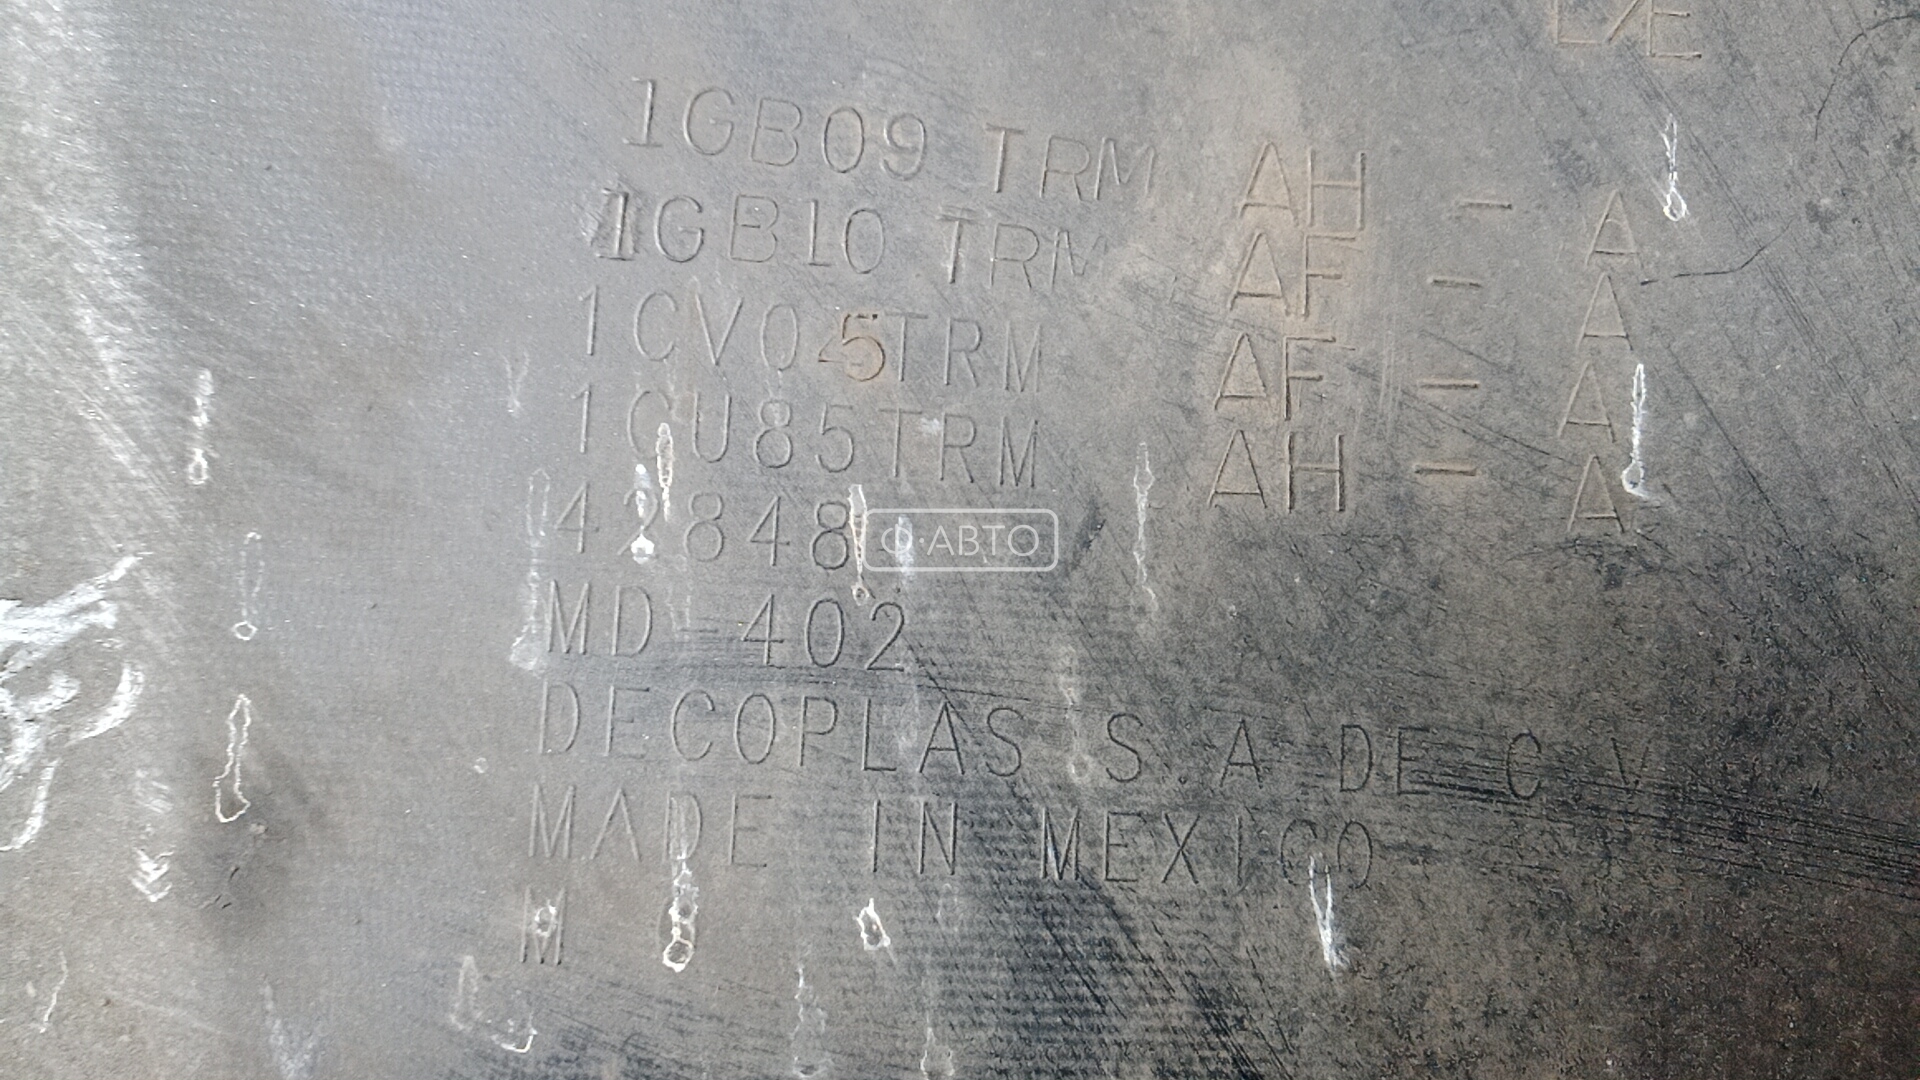 1GB09 TRM AH - A
1GB10 TRM AF - A
1CV05TRM AF - A
1CU85TRM AH - A
42848
Ф·АВТО
MD-402
DECOPLAS S A DE C V
MADE IN MEXICO
M